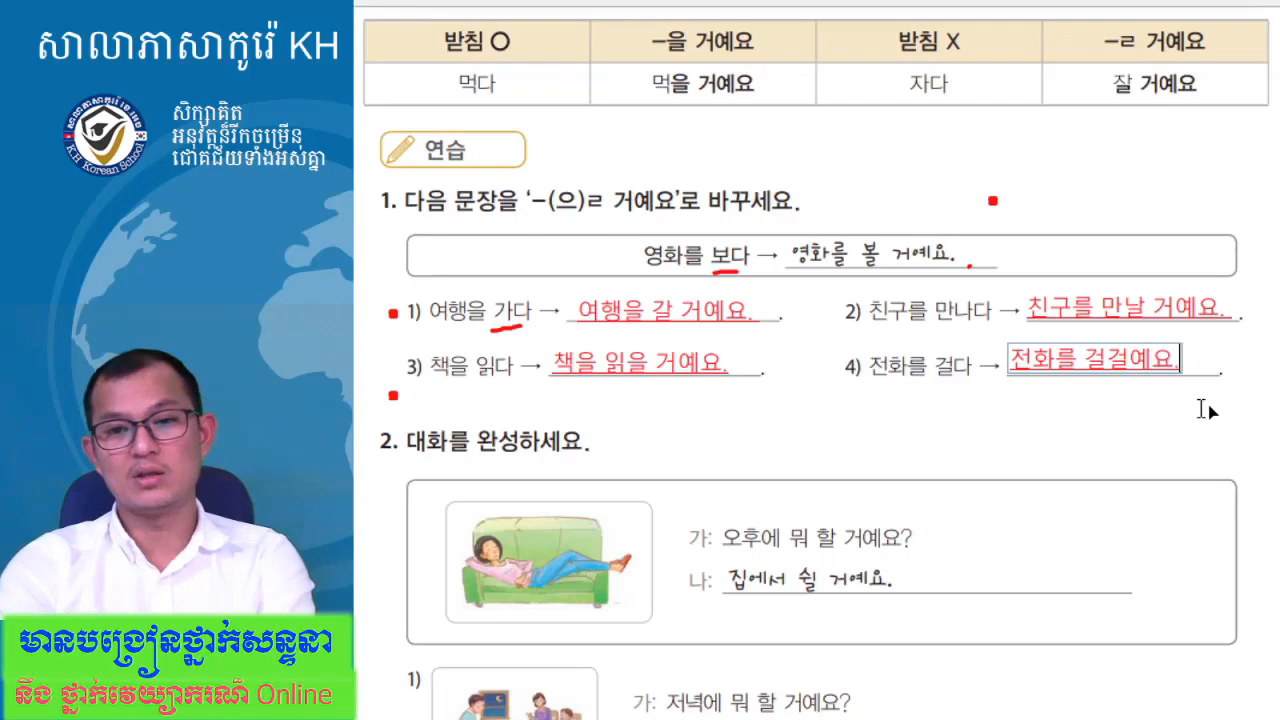 សាលាភាសាកូរ៉េ KH
សិក្សាគិត
អនុវត្តន៍រីកចម្រើន
ជោគជ័យទាំងអស់គ្នា
សាលាភាសាកូរ៉េ ខេ អេច
K.H Korean School
មានបង្រៀនថ្នាក់សន្ទនា
នឹង ថ្នាក់វេយ្យាករណ៍ Online
받침 O -을 거예요 받침 X -ㄹ 거예요
먹다 먹을 거예요 자다 잘 거예요
연습
1. 다음 문장을 '-(으)ㄹ 거예요'로 바꾸세요.
영화를 보다 → 영화를 볼 거예요.
1) 여행을 가다 → 여행을 갈 거예요. .
2) 친구를 만나다 → 친구를 만날 거예요. .
3) 책을 읽다 → 책을 읽을 거예요. .
4) 전화를 걸다 → 전화를 걸걸예요. .
2. 대화를 완성하세요.
가: 오후에 뭐 할 거예요?
나: 집에서 쉴 거예요.
1)
가: 저녁에 뭐 할 거예요?